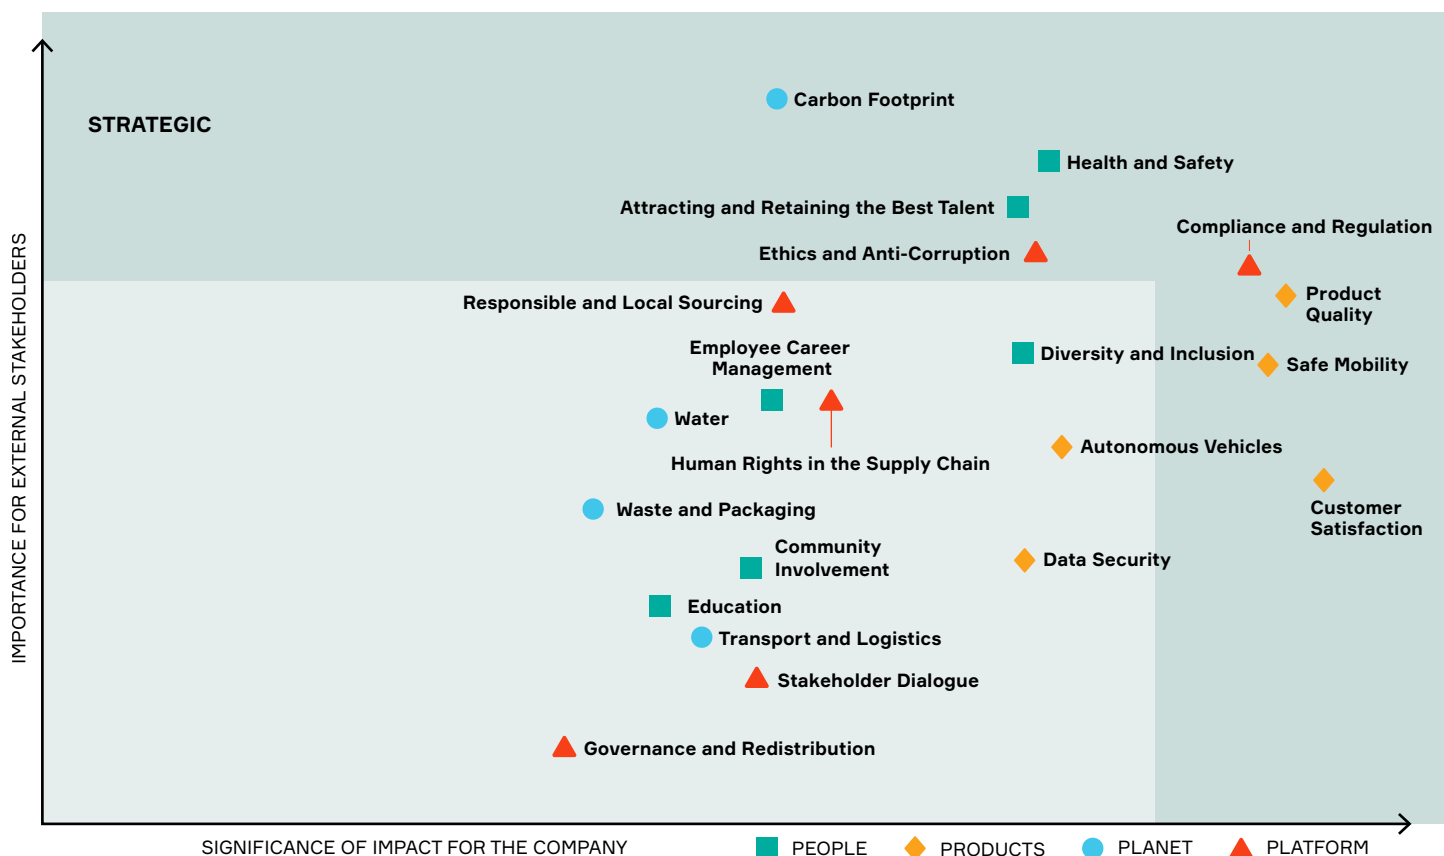 Carbon Footprint
STRATEGIC
Health and Safety
Attracting and Retaining the Best Talent
Compliance and Regulation
Ethics and Anti-Corruption
Product
Quality
Responsible and Local Sourcing
Employee Career
Management
Diversity and Inclusion
Safe Mobility
Water
Autonomous Vehicles
Human Rights in the Supply Chain
Waste and Packaging
Customer
Satisfaction
Community
Involvement
Data Security
Education
Transport and Logistics
Stakeholder Dialogue
Governance and Redistribution
IMPORTANCE FOR EXTERNAL STAKEHOLDERS
SIGNIFICANCE OF IMPACT FOR THE COMPANY
PEOPLE
PRODUCTS
PLANET
PLATFORM